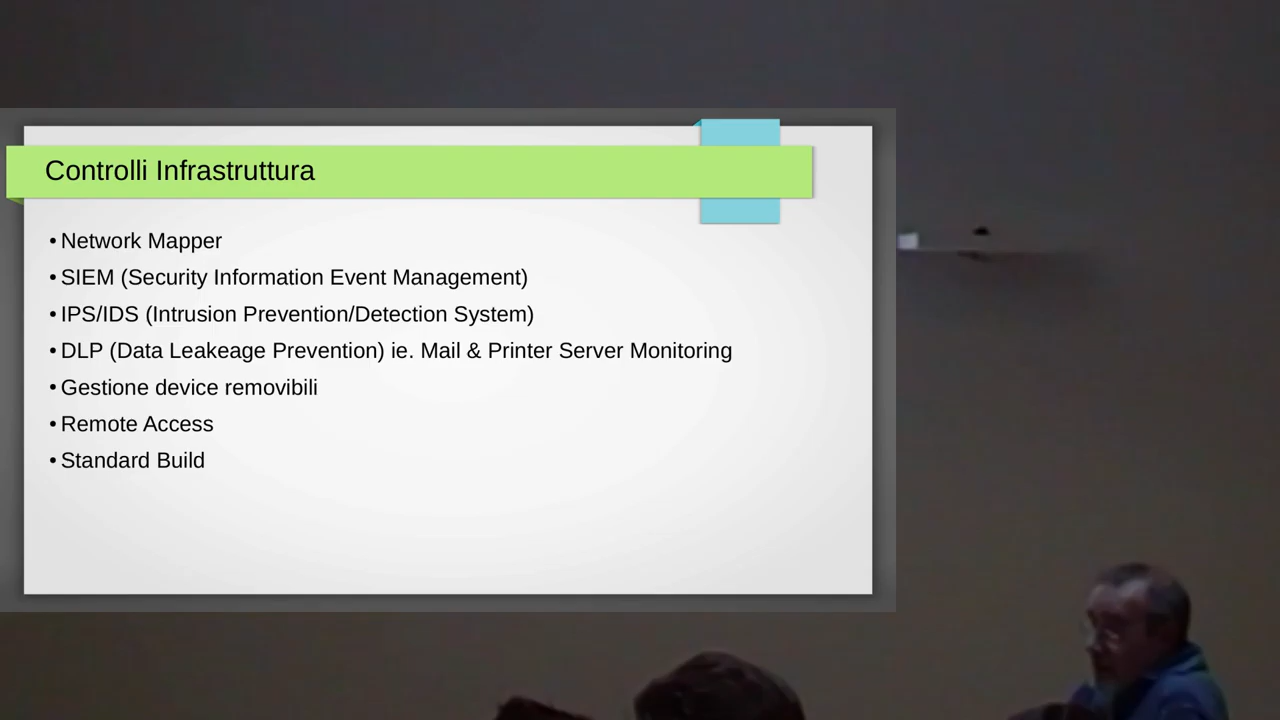 Controlli Infrastruttura
• Network Mapper
• SIEM (Security Information Event Management)
• IPS/IDS (Intrusion Prevention/Detection System)
• DLP (Data Leakeage Prevention) ie. Mail & Printer Server Monitoring
• Gestione device removibili
• Remote Access
• Standard Build